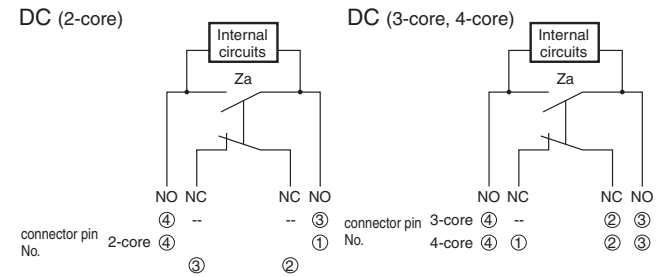 DC (2-core)
Internal
circuits
Za
NO NC NC NO
④ -- -- ③
connector pin
No.
2-core ④ ①
③ ②
DC (3-core, 4-core)
Internal
circuits
Za
NO NC NC NO
connector pin
No.
3-core ④ -- ② ③
4-core ④ ① ② ③